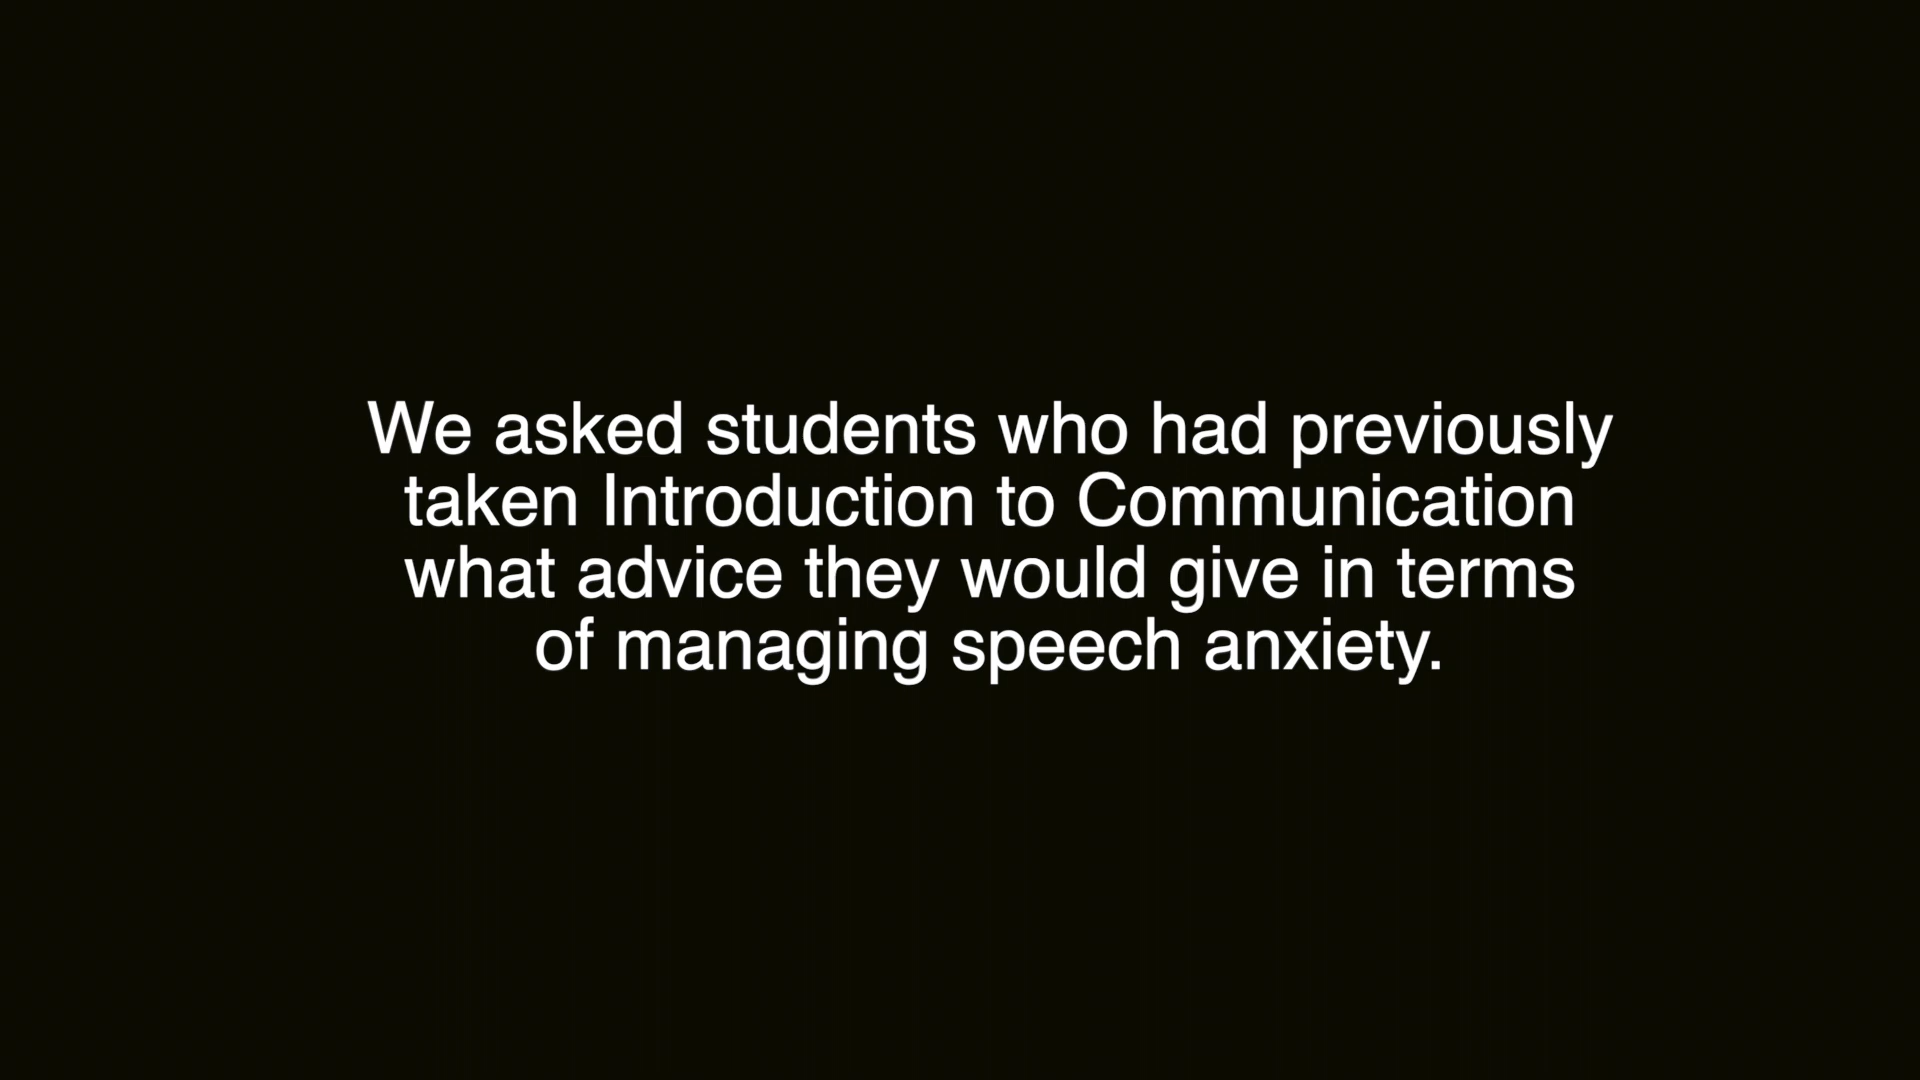 We asked students who had previously
taken Introduction to Communication
what advice they would give in terms
of managing speech anxiety.